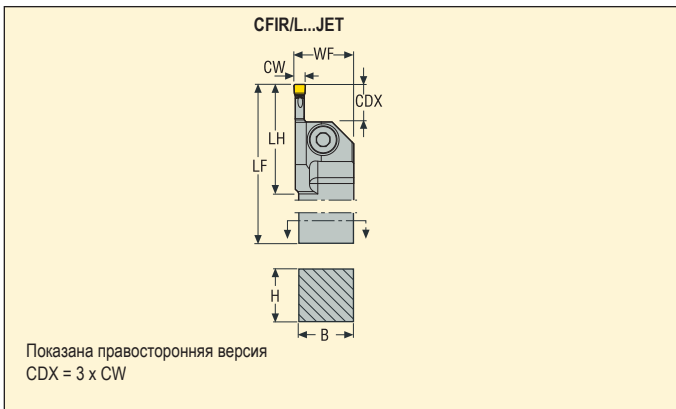 CFIR/L...JET
WF
CW
CDX
LH
LF
H
B
Показана правосторонняя версия
CDX = 3 x CW